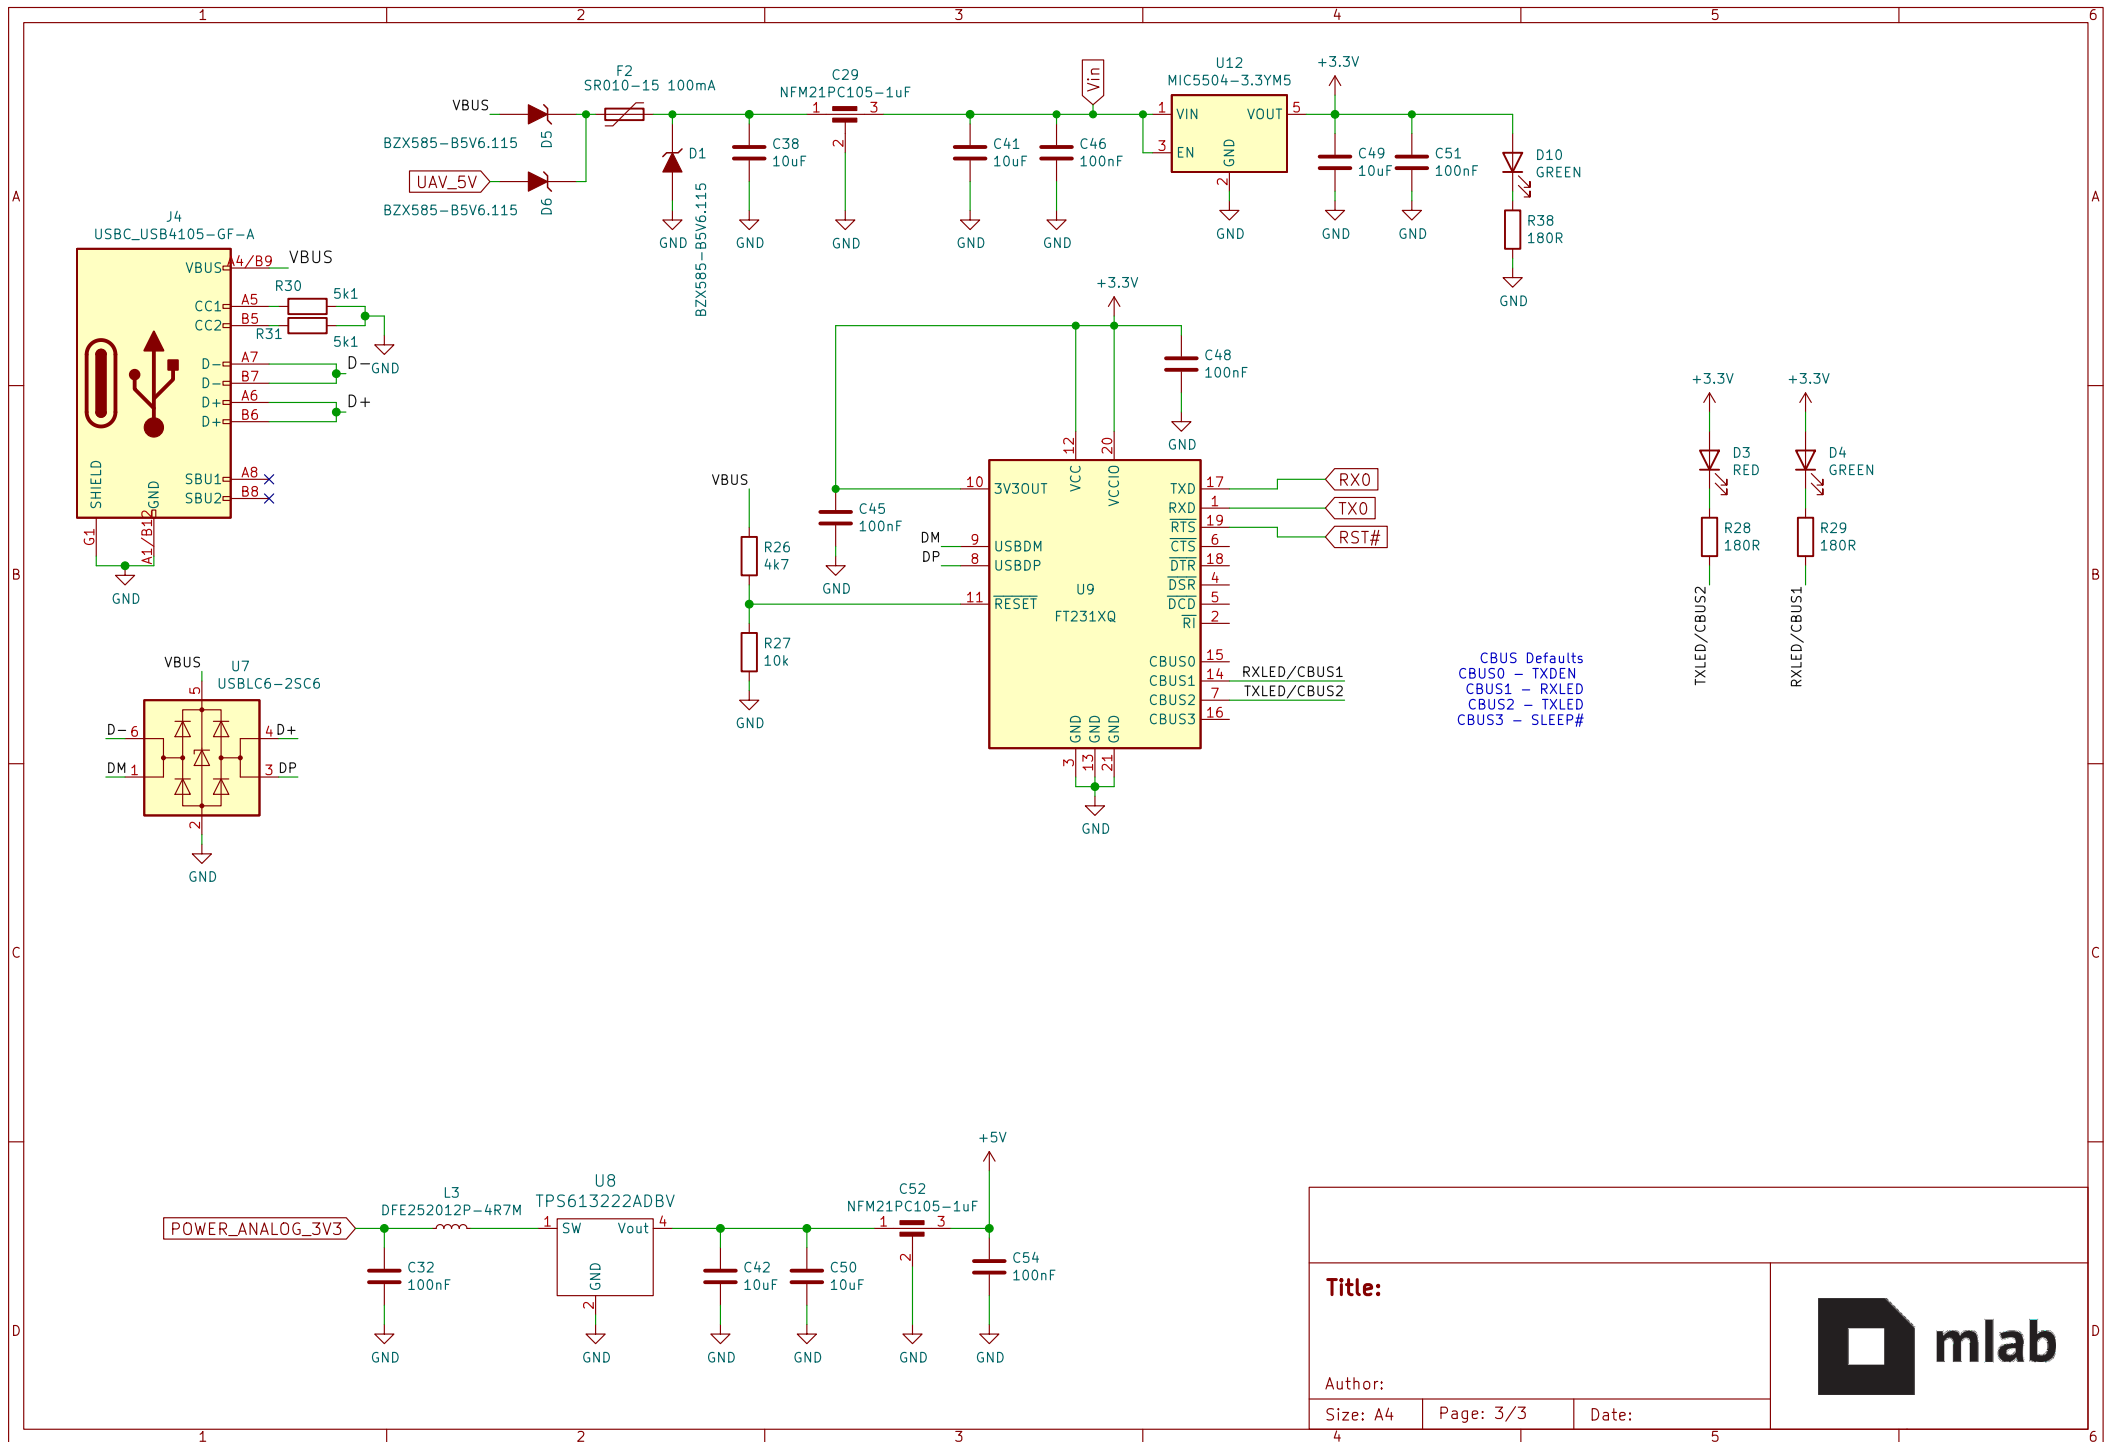 1 2 3 4 5 6
A
B
C
D
VBUS
D5
BZX585-B5V6.115
UAV_5V
D6
BZX585-B5V6.115
F2
SR010-15 100mA
D1
BZX585-B5V6.115
GND
C38
10uF
GND
C29
NFM21PC105-1uF
1 3
2
GND
C41
10uF
GND
C46
100nF
GND
Vin
U12
MIC5504-3.3YM5
1 VIN
VOUT 5
3 EN
GND
2
GND
+3.3V
C49
10uF
GND
C51
100nF
GND
D10
GREEN
R38
180R
GND
J4
USBC_USB4105-GF-A
VBUS A4/B9 VBUS
R30
5k1
CC1 A5
CC2 B5
R31
5k1
GND
D- A7
D-
D- B7
D+ A6
D+
D+ B6
SBU1 A8
SBU2 B8
SHIELD
GND
G1
A1/B12
GND
VBUS
U7
USBLC6-2SC6
5
D- 6
4 D+
DM 1
3 DP
2
GND
+3.3V
C48
100nF
GND
C45
100nF
GND
VBUS
R26
4k7
R27
10k
GND
12 20
VCC VCCIO
10 3V3OUT
DM 9 USBDM
DP 8 USBDP
11 RESET
U9
FT231XQ
TXD 17 RX0
RXD 1 TX0
RTS 19 RST#
CTS 6
DTR 18
DSR 4
DCD 5
RI 2
CBUS0 15
CBUS1 14 RXLED/CBUS1
CBUS2 7 TXLED/CBUS2
CBUS3 16
GND GND GND
3 13 21
GND
CBUS Defaults
CBUS0 - TXDEN
CBUS1 - RXLED
CBUS2 - TXLED
CBUS3 - SLEEP#
+3.3V
D3
RED
R28
180R
TXLED/CBUS2
+3.3V
D4
GREEN
R29
180R
RXLED/CBUS1
POWER_ANALOG_3V3
C32
100nF
GND
L3
DFE252012P-4R7M
U8
TPS613222ADBV
1 SW
Vout 4
GND
2
GND
C42
10uF
GND
C50
10uF
GND
C52
NFM21PC105-1uF
1 3
2
GND
+5V
C54
100nF
GND
Title:
Author:
Size: A4
Page: 3/3
Date:
mlab
A
B
C
D
1 2 3 4 5 6